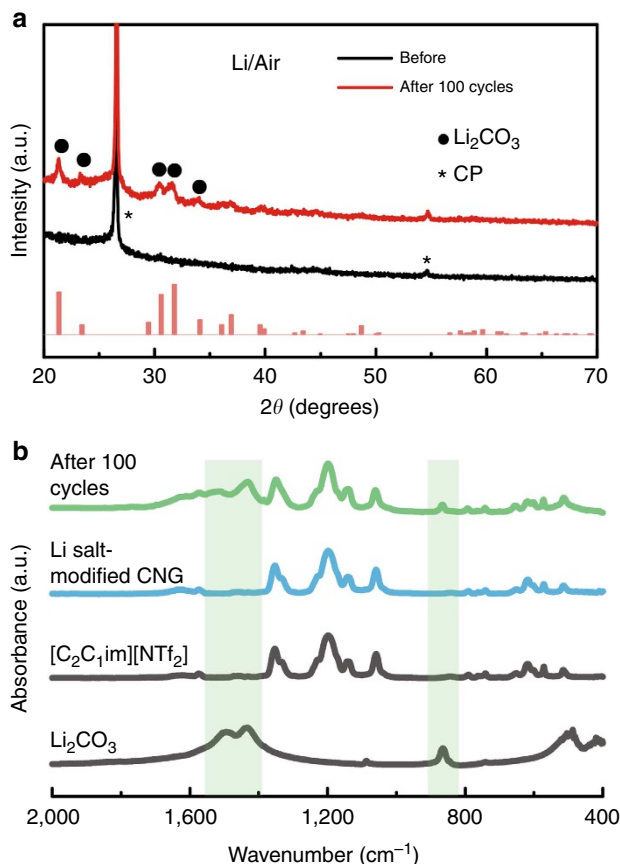 a
Li/Air
Before
After 100 cycles
● Li₂CO₃
* CP
*
*
Intensity (a.u.)
20 30 40 50 60 70
2θ (degrees)
b
After 100
cycles
Li salt-
modified CNG
[C₂C₁im][NTf₂]
Li₂CO₃
Absorbance (a.u.)
2,000 1,600 1,200 800 400
Wavenumber (cm⁻¹)